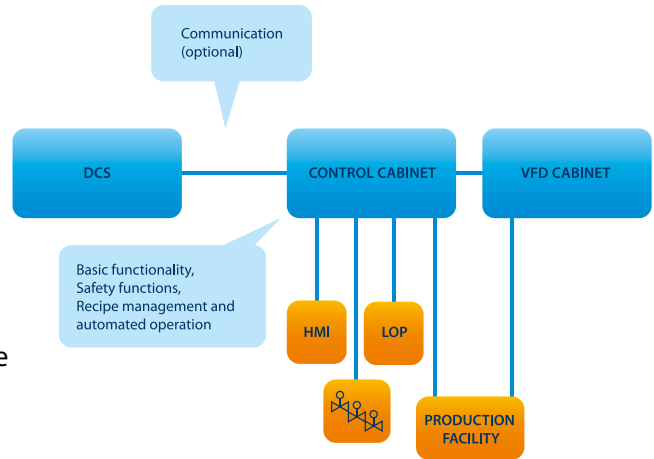 Communication
(optional)
DCS
CONTROL CABINET
VFD CABINET
Basic functionality,
Safety functions,
Recipe management and
automated operation
HMI
LOP
e
PRODUCTION
FACILITY